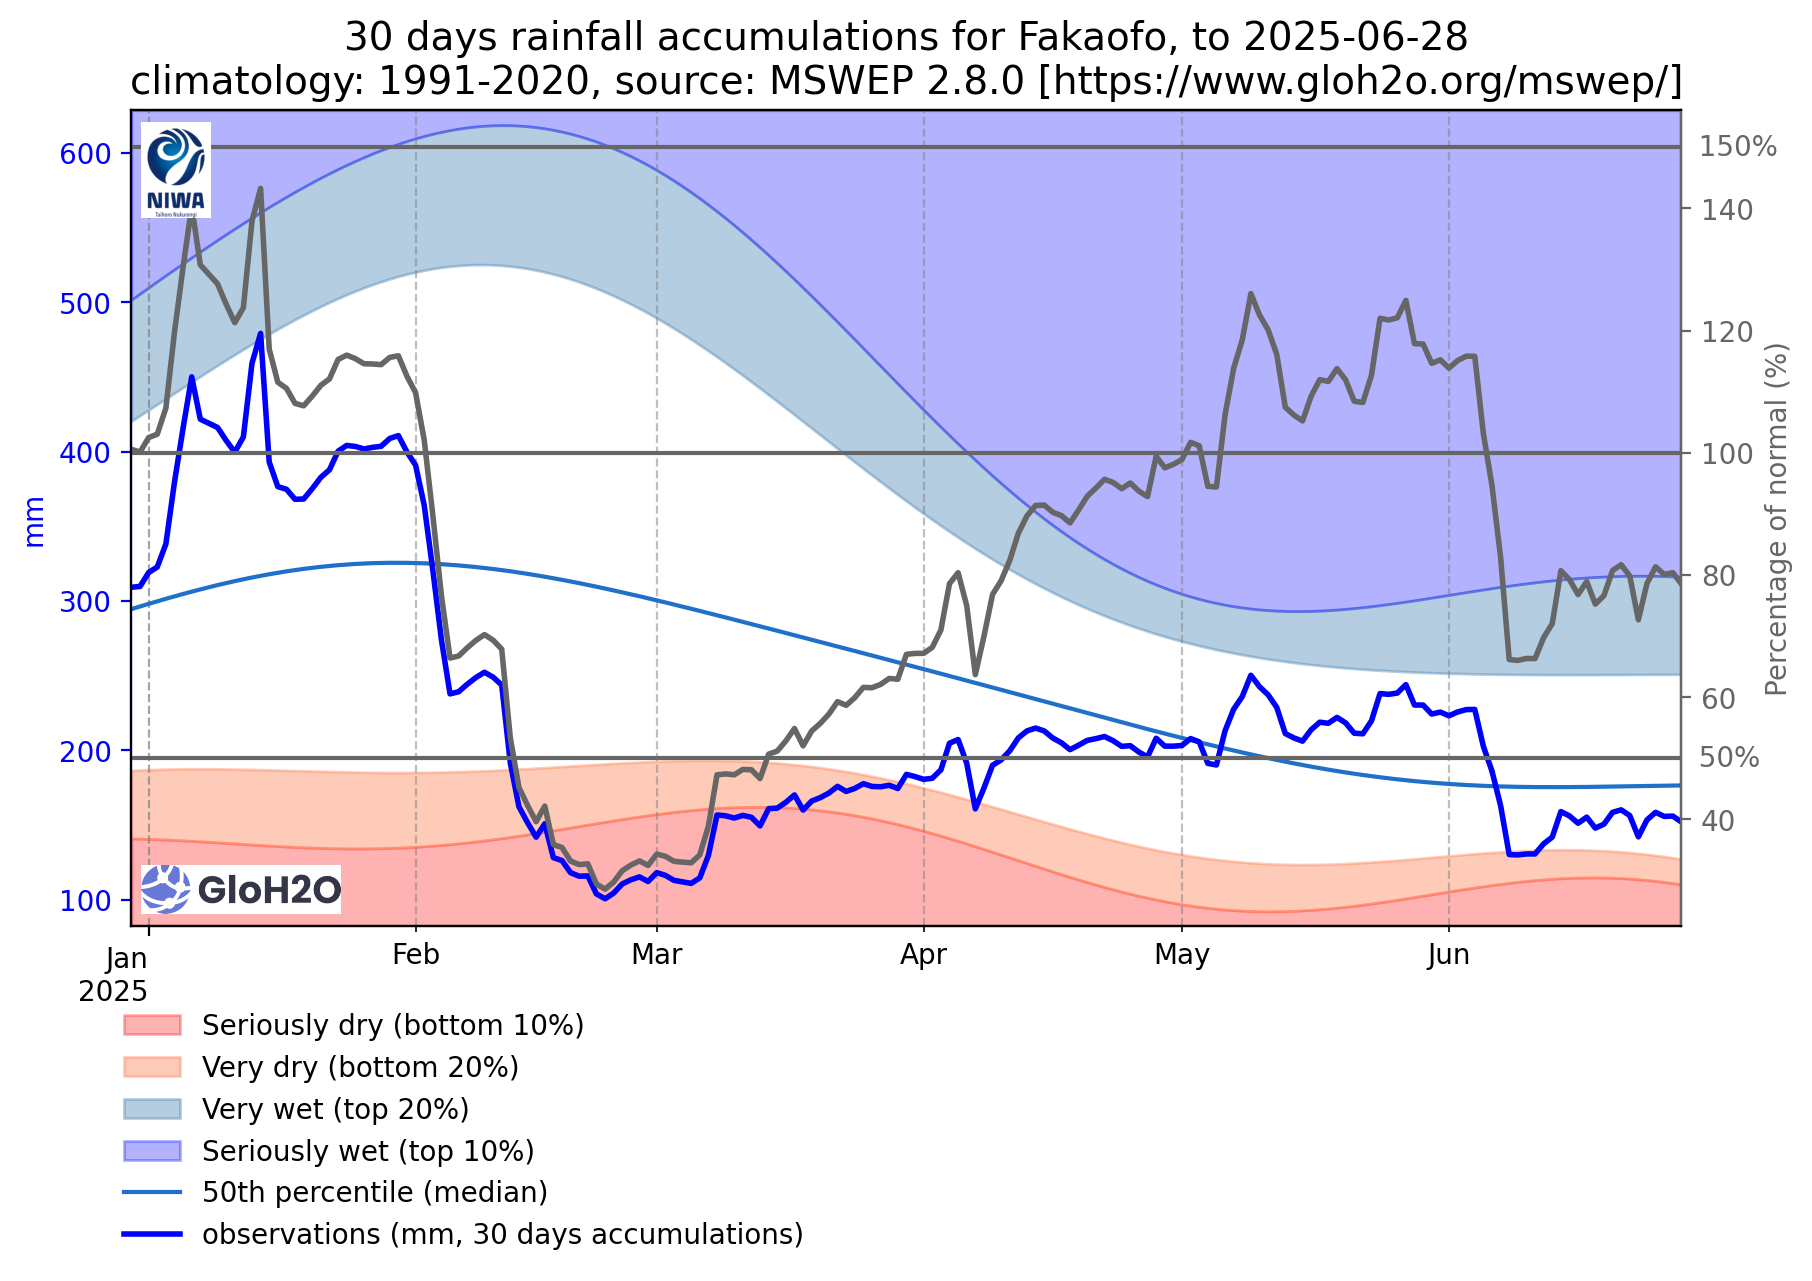 30 days rainfall accumulations for Fakaofo, to 2025-06-28
climatology: 1991-2020, source: MSWEP 2.8.0 [https://www.gloh2o.org/mswep/]
NIWA
Taihoro Nukurangi
600
500
400
300
200
100
mm
150%
140
120
100
80
60
50%
40
Percentage of normal (%)
GloH2O
Jan
2025
Feb
Mar
Apr
May
Jun
Seriously dry (bottom 10%)
Very dry (bottom 20%)
Very wet (top 20%)
Seriously wet (top 10%)
50th percentile (median)
observations (mm, 30 days accumulations)